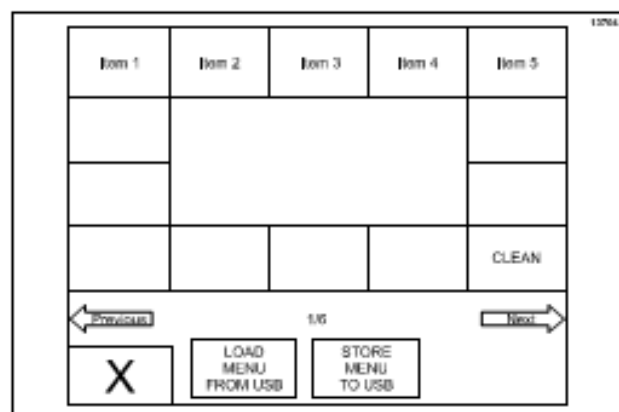 Item 1 Item 2 Item 3 Item 4 Item 5
CLEAN
Previous 1/6 Next
X
LOAD
MENU
FROM USB
STORE
MENU
TO USB